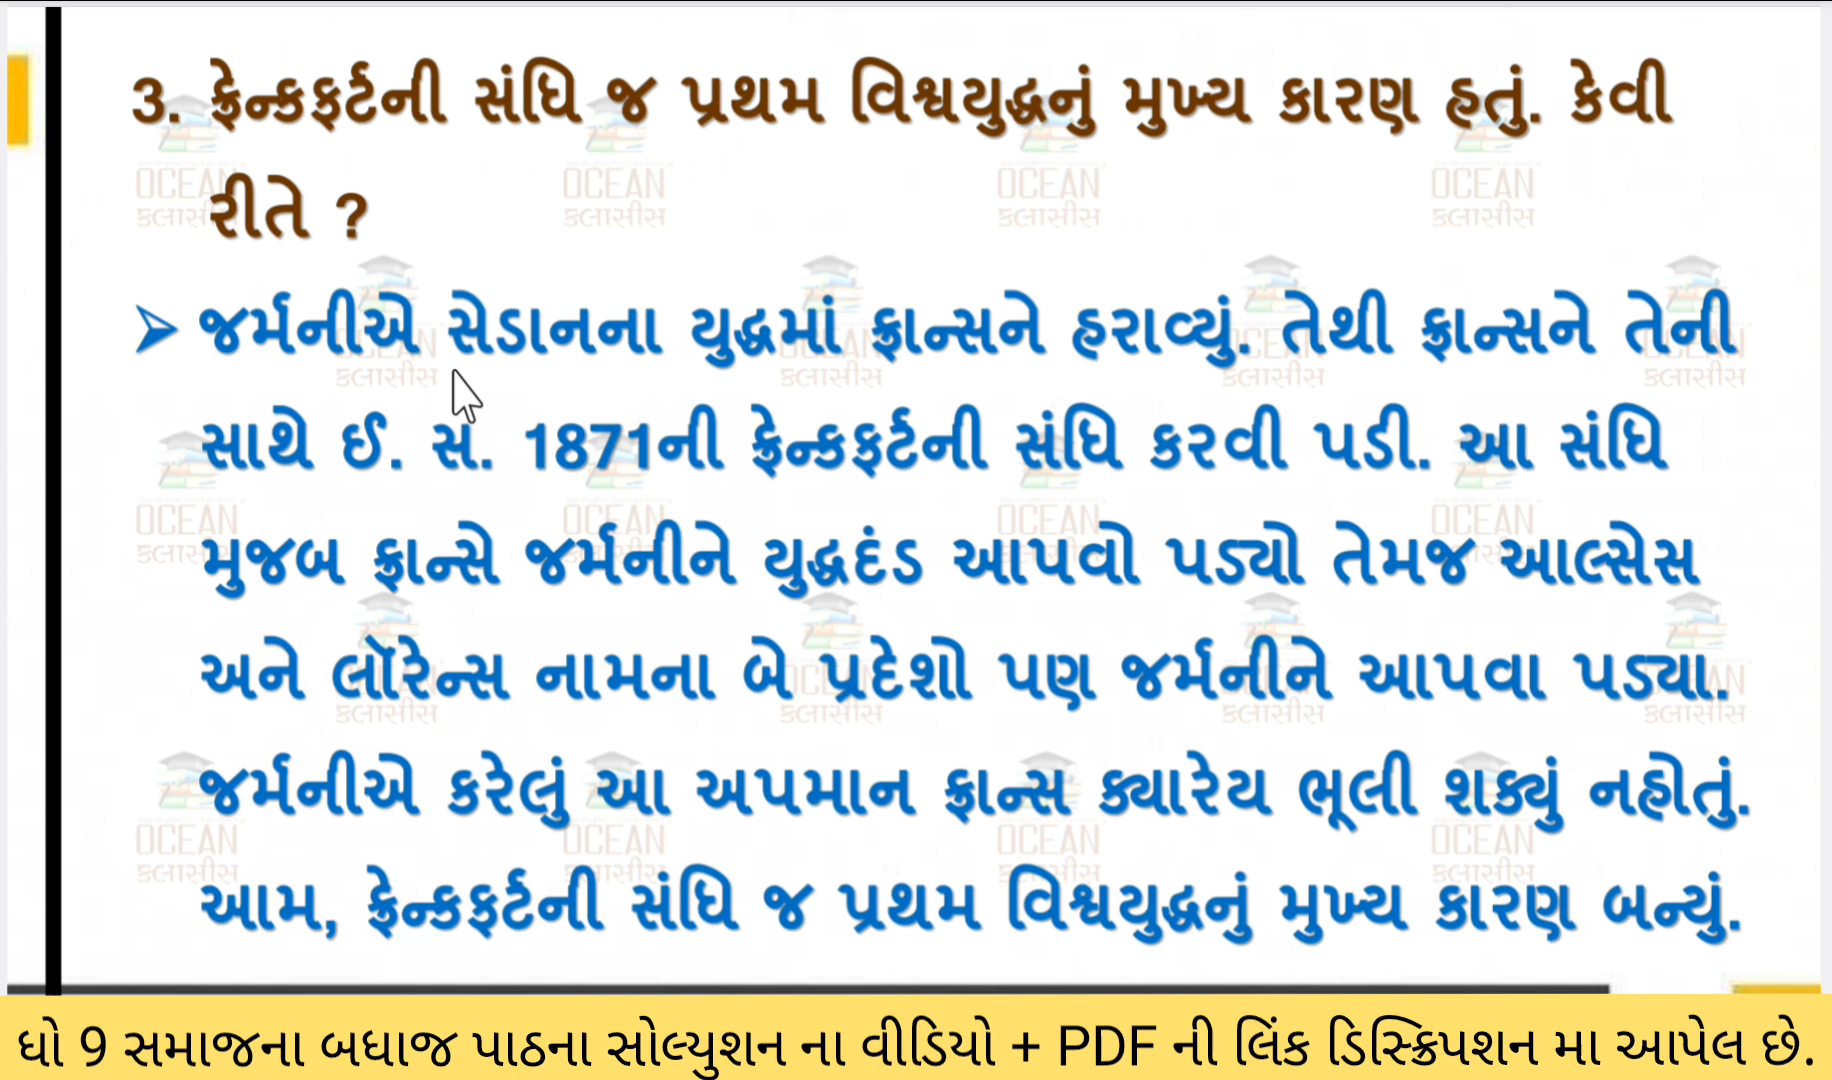 3. ફ્રેન્કફર્ટની સંધિ જ પ્રથમ વિશ્વયુદ્ધનું મુખ્ય કારણ હતું. કેવી
રીતે ?
➢ જર્મનીએ સેડાનના યુદ્ધમાં ફ્રાન્સને હરાવ્યું. તેથી ફ્રાન્સને તેની
સાથે ઈ. સ. 1871ની ફ્રેન્કફર્ટની સંધિ કરવી પડી. આ સંધિ
મુજબ ફ્રાન્સે જર્મનીને યુદ્ધદંડ આપવો પડ્યો તેમજ આલ્સેસ
અને લૉરેન્સ નામના બે પ્રદેશો પણ જર્મનીને આપવા પડ્યા.
જર્મનીએ કરેલું આ અપમાન ફ્રાન્સ ક્યારેય ભૂલી શક્યું નહોતું.
આમ, ફ્રેન્કફર્ટની સંધિ જ પ્રથમ વિશ્વયુદ્ધનું મુખ્ય કારણ બન્યું.
ધો 9 સમાજના બધાજ પાઠના સોલ્યુશન ના વીડિયો + PDF ની લિંક ડિસ્ક્રિપશન મા આપેલ છે.
OCEAN
ક્લાસીસ